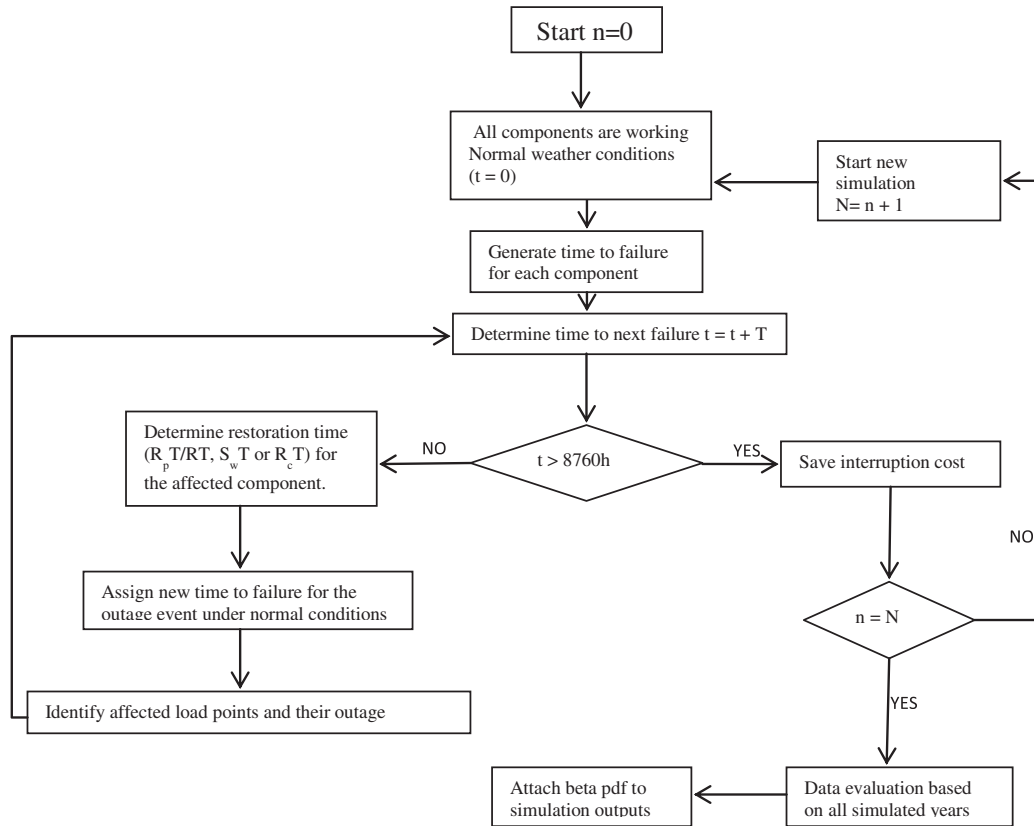 Start n=0
All components are working
Normal weather conditions
(t = 0)
Start new
simulation
N= n + 1
Generate time to failure
for each component
Determine time to next failure t = t + T
Determine restoration time
(RpT/RT, SwT or RcT) for
the affected component.
NO
t > 8760h
YES
Save interruption cost
NO
Assign new time to failure for the
outage event under normal conditions
n = N
Identify affected load points and their outage
YES
Attach beta pdf to
simulation outputs
Data evaluation based
on all simulated years